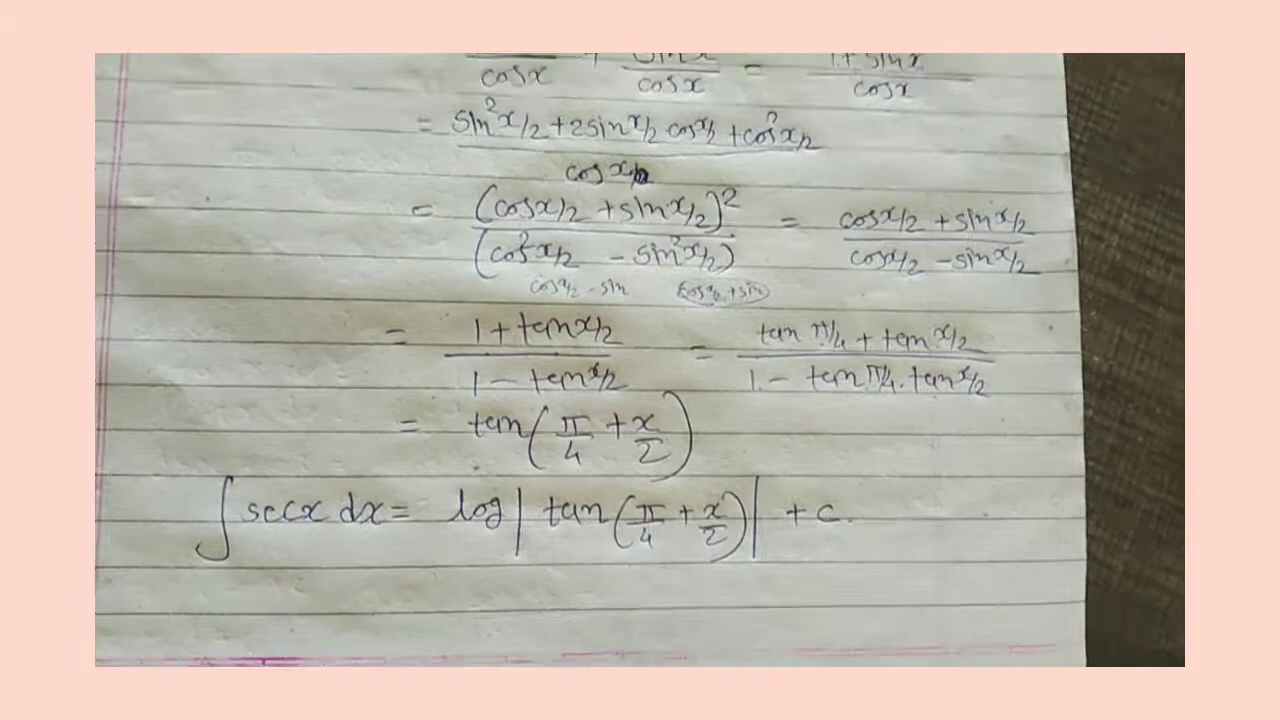 cosx + sinx/cosx = 1+sinx/cosx
= sin²x/2 + 2sinx/2 cosx/2 + cos²x/2
cosx
= (cosx/2 + sinx/2)² / (cos²x/2 - sin²x/2) = cosx/2 + sinx/2 / cosx/2 - sinx/2
cosx/2 - sin cosx/2 + sin
= 1 + tanx/2 / 1 - tanx/2 = tan π/4 + tan x/2 / 1 - tan π/4 . tan x/2
= tan(π/4 + x/2)
∫ secx dx = log | tan(π/4 + x/2) | + c.